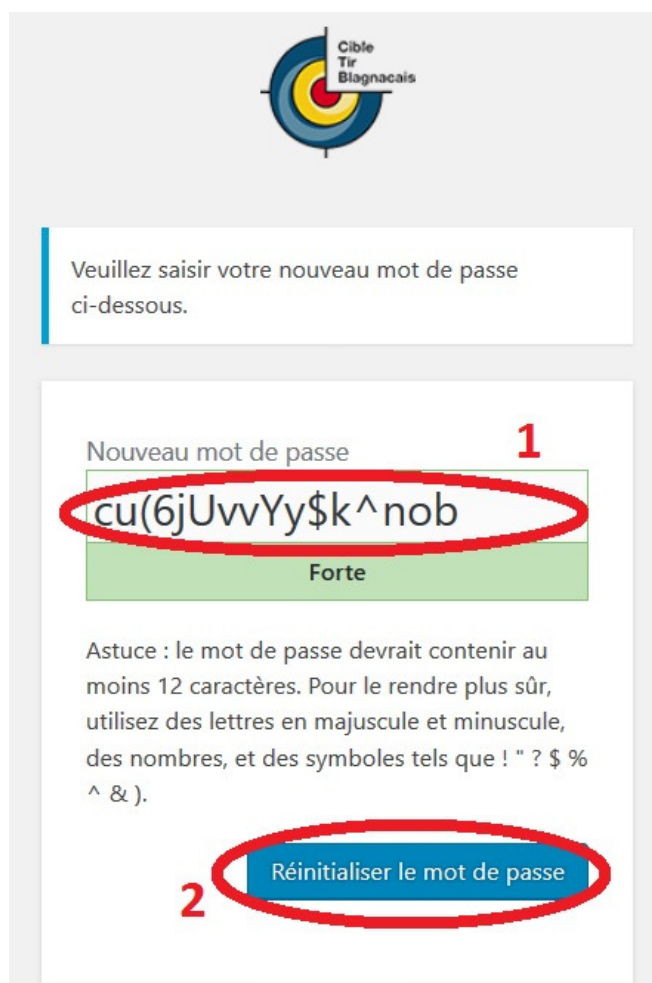 Cible
Tir
Blagnacais
Veuillez saisir votre nouveau mot de passe
ci-dessous.
1
Nouveau mot de passe
cu(6jUvvYy$k^nob
Forte
Astuce : le mot de passe devrait contenir au
moins 12 caractères. Pour le rendre plus sûr,
utilisez des lettres en majuscule et minuscule,
des nombres, et des symboles tels que ! " ? $ %
^ & ).
Réinitialiser le mot de passe
2